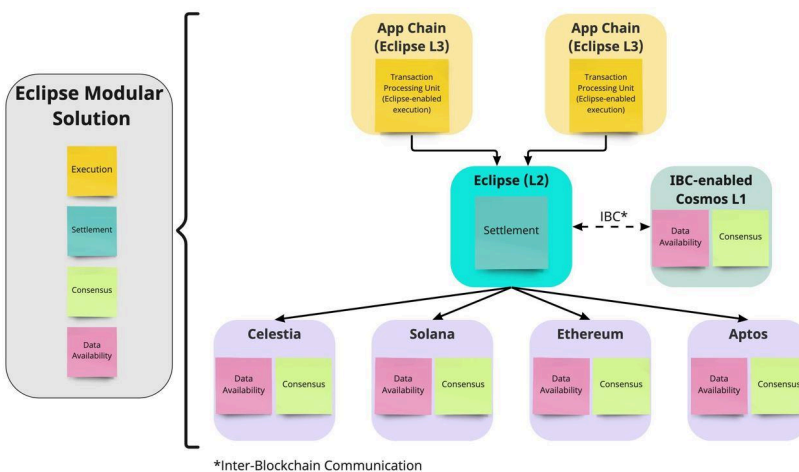 Eclipse Modular
Solution
Execution
Settlement
Consensus
Data
Availability
App Chain
(Eclipse L3)
Transaction
Processing Unit
(Eclipse-enabled
execution)
App Chain
(Eclipse L3)
Transaction
Processing Unit
(Eclipse-enabled
execution)
Eclipse (L2)
Settlement
IBC*
IBC-enabled
Cosmos L1
Data
Availability
Consensus
Celestia
Data
Availability
Consensus
Solana
Data
Availability
Consensus
Ethereum
Data
Availability
Consensus
Aptos
Data
Availability
Consensus
*Inter-Blockchain Communication